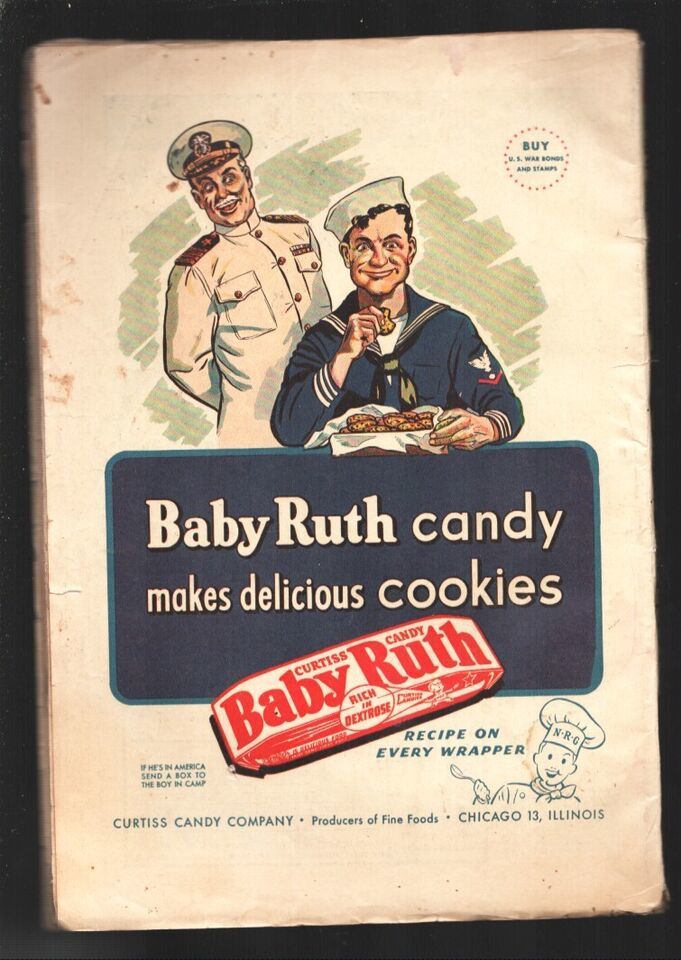 BUY
U.S. WAR BONDS
AND STAMPS
Baby Ruth candy
makes delicious cookies
CURTISS CANDY
Baby Ruth
RICH
IN
DEXTROSE
CURTISS
CANDIES
RECIPE ON
EVERY WRAPPER
N-R-G
IF HE'S IN AMERICA
SEND A BOX TO
THE BOY IN CAMP
CURTISS CANDY COMPANY • Producers of Fine Foods • CHICAGO 13, ILLINOIS